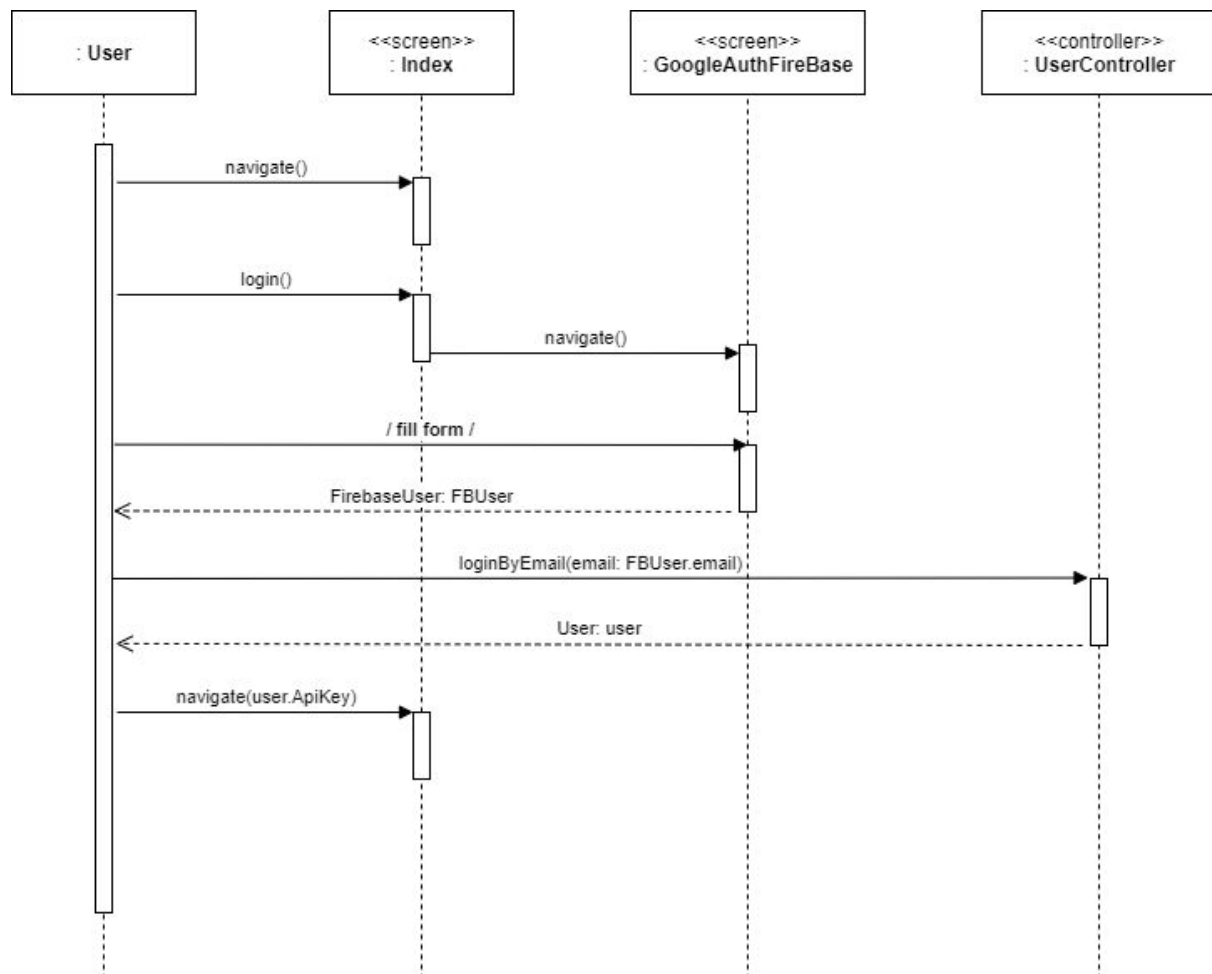 : User
<<screen>>
: Index
<<screen>>
: GoogleAuthFireBase
<<controller>>
: UserController
navigate()
login()
navigate()
/ fill form /
FirebaseUser: FBUser
loginByEmail(email: FBUser.email)
User: user
navigate(user.ApiKey)